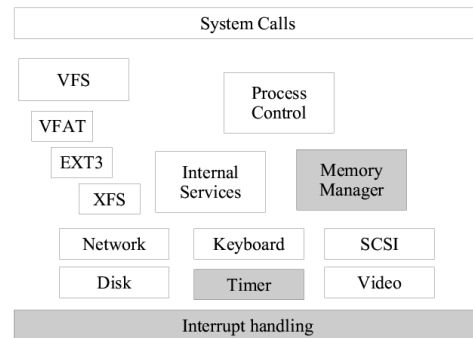 System Calls
VFS
Process
Control
VFAT
EXT3
Internal
Services
Memory
Manager
XFS
Network
Keyboard
SCSI
Disk
Timer
Video
Interrupt handling